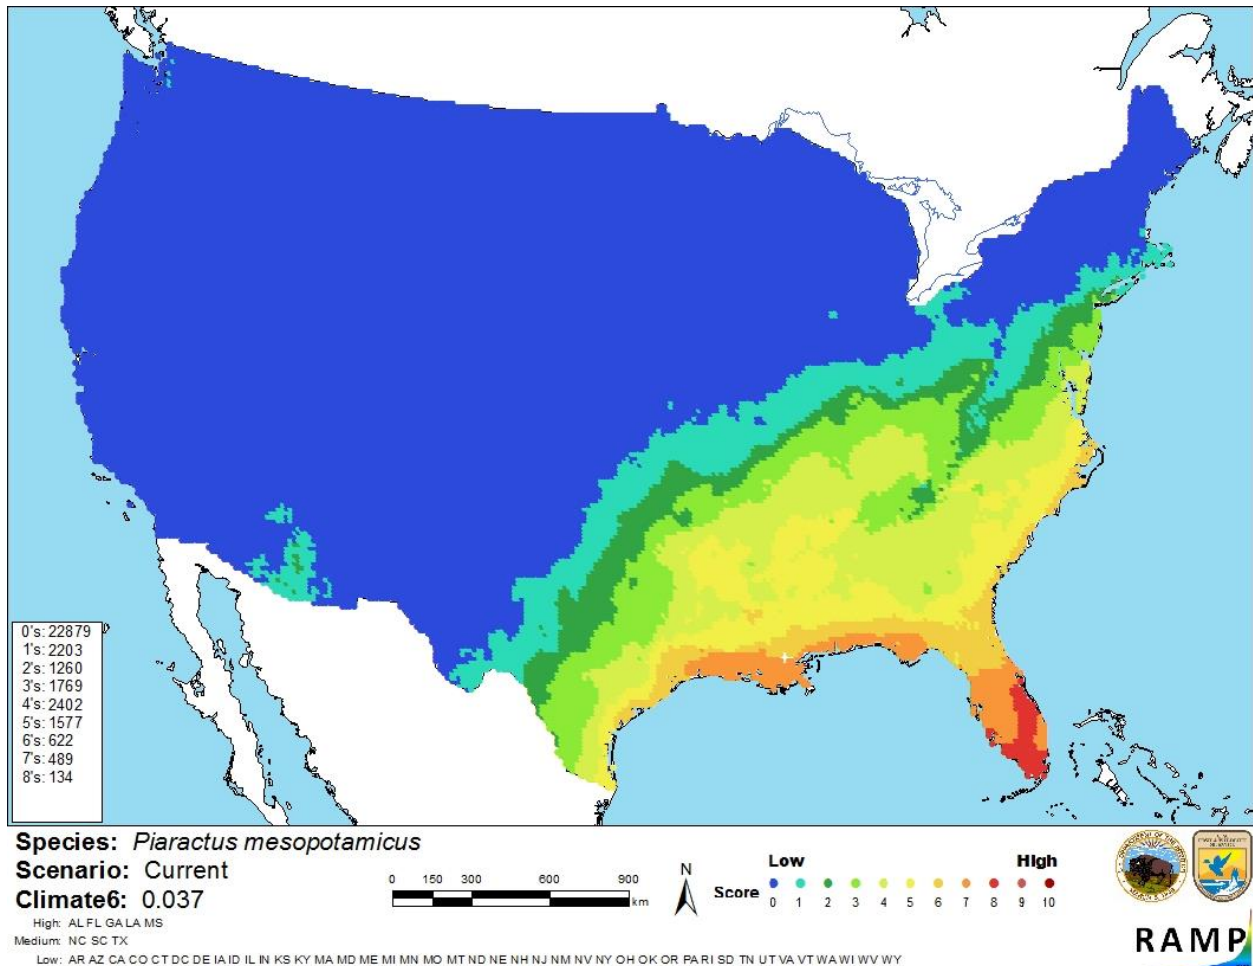 0's: 22879
1's: 2203
2's: 1260
3's: 1769
4's: 2402
5's: 1577
6's: 622
7's: 489
8's: 134
Species: Piaractus mesopotamicus
Scenario: Current
Climate6: 0.037
High: AL FL GA LA MS
Medium: NC SC TX
Low: AR AZ CA CO CT DC DE IA ID IL IN KS KY MA MD ME MI MN MO MT ND NE NH NJ NM NV NY OH OK OR PA RI SD TN UT VA VT WA WI WV WY
0 150 300 600 900
km
N
Low High
Score
0 1 2 3 4 5 6 7 8 9 10
RAMP